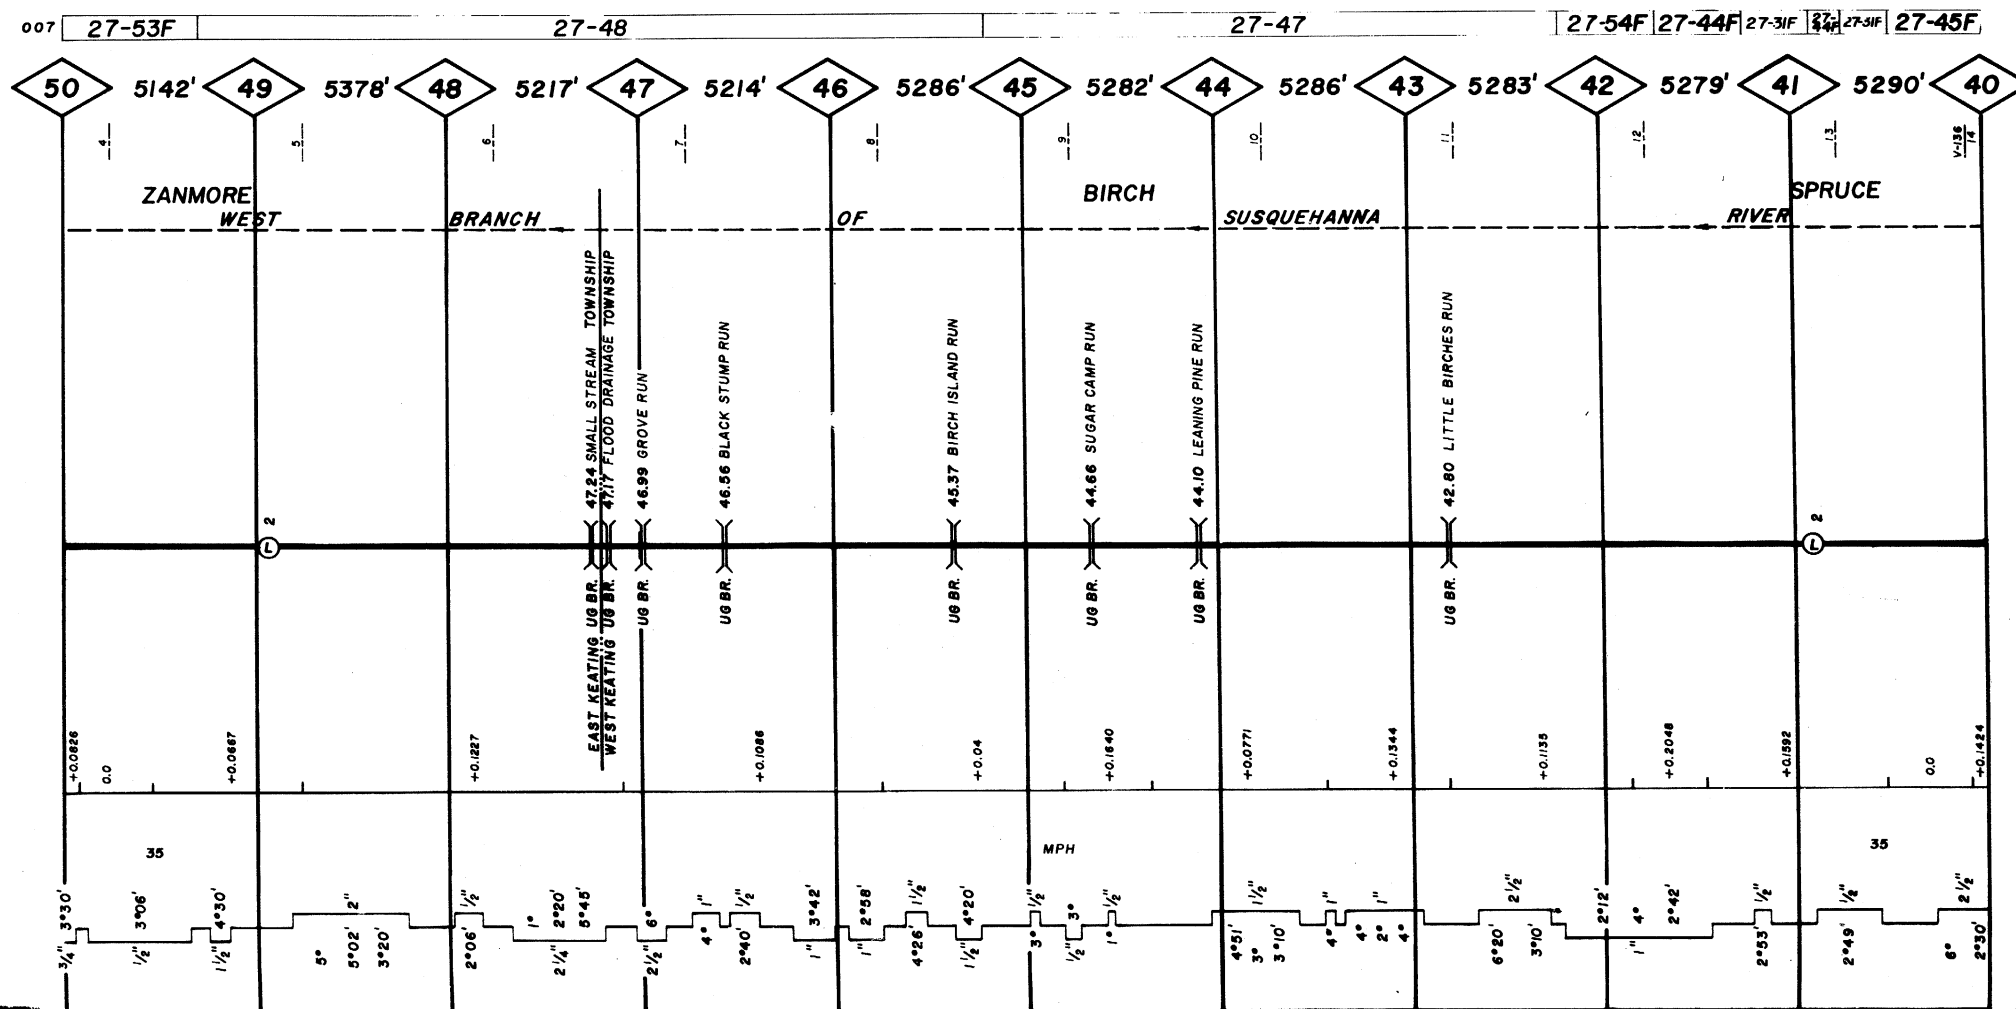 007 27-53F 27-48 27-47 27-54F 27-44F 27-31F 27-44F 27-31F 27-45F
50 5142' 49 5378' 48 5217' 47 5214' 46 5286' 45 5282' 44 5286' 43 5283' 42 5279' 41 5290' 40
4 5 6 7 8 9 10 11 12 13 V-136 14
ZANMORE BIRCH SPRUCE
WEST BRANCH OF SUSQUEHANNA RIVER
47.24 SMALL STREAM TOWNSHIP
47.17 FLOOD DRAINAGE TOWNSHIP
46.99 GROVE RUN
46.56 BLACK STUMP RUN
45.37 BIRCH ISLAND RUN
44.66 SUGAR CAMP RUN
44.10 LEANING PINE RUN
42.80 LITTLE BIRCHES RUN
2 2
L L
EAST KEATING UG BR.
WEST KEATING UG BR.
UG BR.
UG BR.
UG BR.
UG BR.
UG BR.
UG BR.
+0.0826 0.0 +0.0667 +0.1227 +0.1086 +0.04 +0.1640 +0.0771 +0.1344 +0.1135 +0.2048 +0.1592 0.0 +0.1424
35 MPH 35
3°30' 3°06' 4°30' 2" 1/2" 1° 2°20' 5°45' 6° 1" 1/2" 3°42' 2°58' 1 1/2" 4°20' 1/2" 3° 1/2" 1 1/2" 1" 1" 2 1/2" 2°12' 4° 2°42' 1/2" 1/2" 2 1/2"
3/4" 1/2" 1 1/2" 5° 5°02' 3°20' 2°06' 2 1/4" 2 1/2" 4° 2°40' 1" 1" 4°26' 1 1/2" 3° 1/2" 1° 4°51' 3° 3°10' 4° 4° 2° 4° 6°20' 3°10' 1" 2°53' 2°49' 6° 2°30'